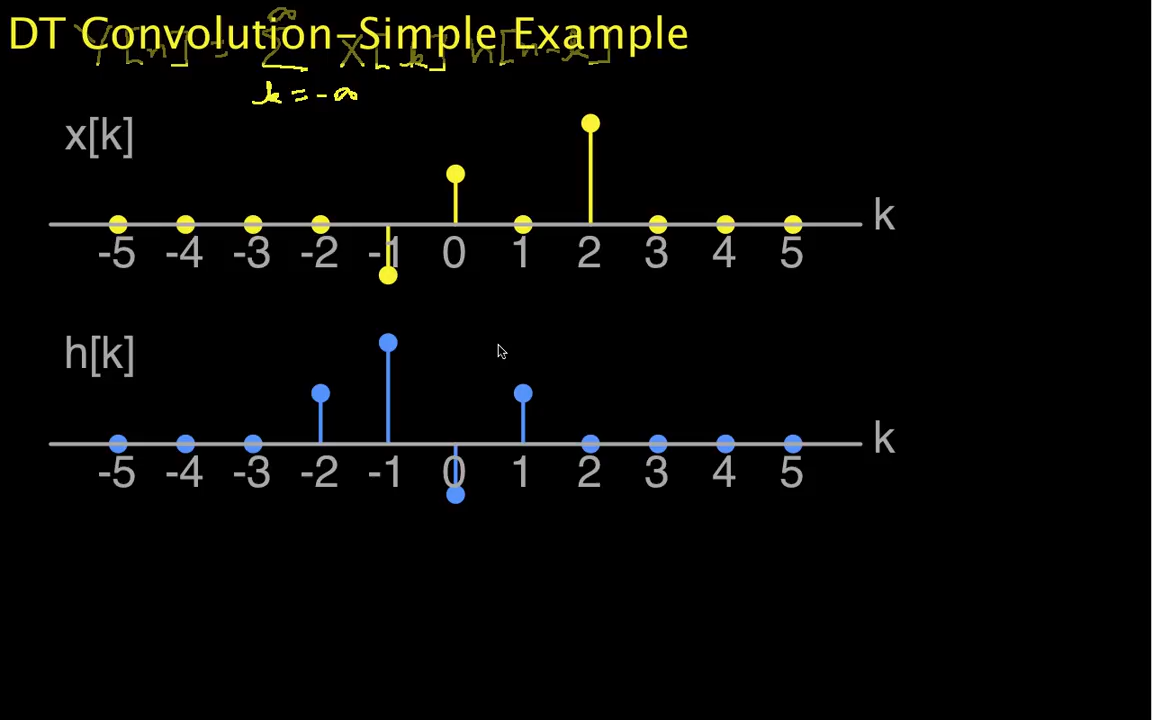 DT Convolution-Simple Example
Y[n] = ∞ Σ X[k] h[n-k]
k = -∞
x[k]
k
-5 -4 -3 -2 -1 0 1 2 3 4 5
h[k]
k
-5 -4 -3 -2 -1 0 1 2 3 4 5